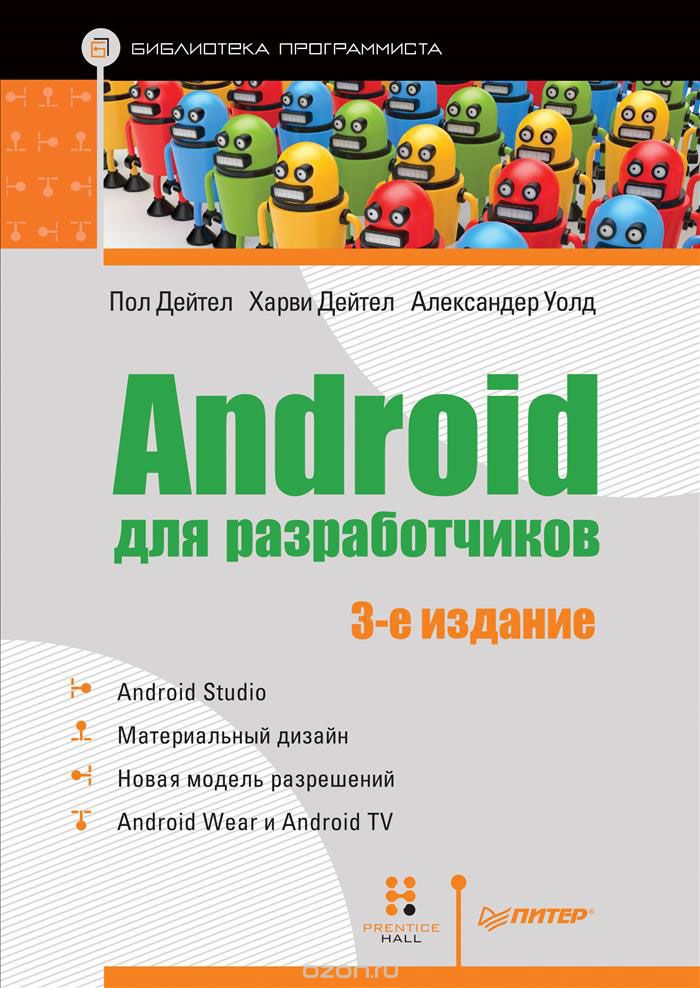 БИБЛИОТЕКА ПРОГРАММИСТА
Пол Дейтел Харви Дейтел Александер Уолд
Android
для разработчиков
3-е издание
Android Studio
Материальный дизайн
Новая модель разрешений
Android Wear и Android TV
PRENTICE
HALL
ПИТЕР®
ozon.ru